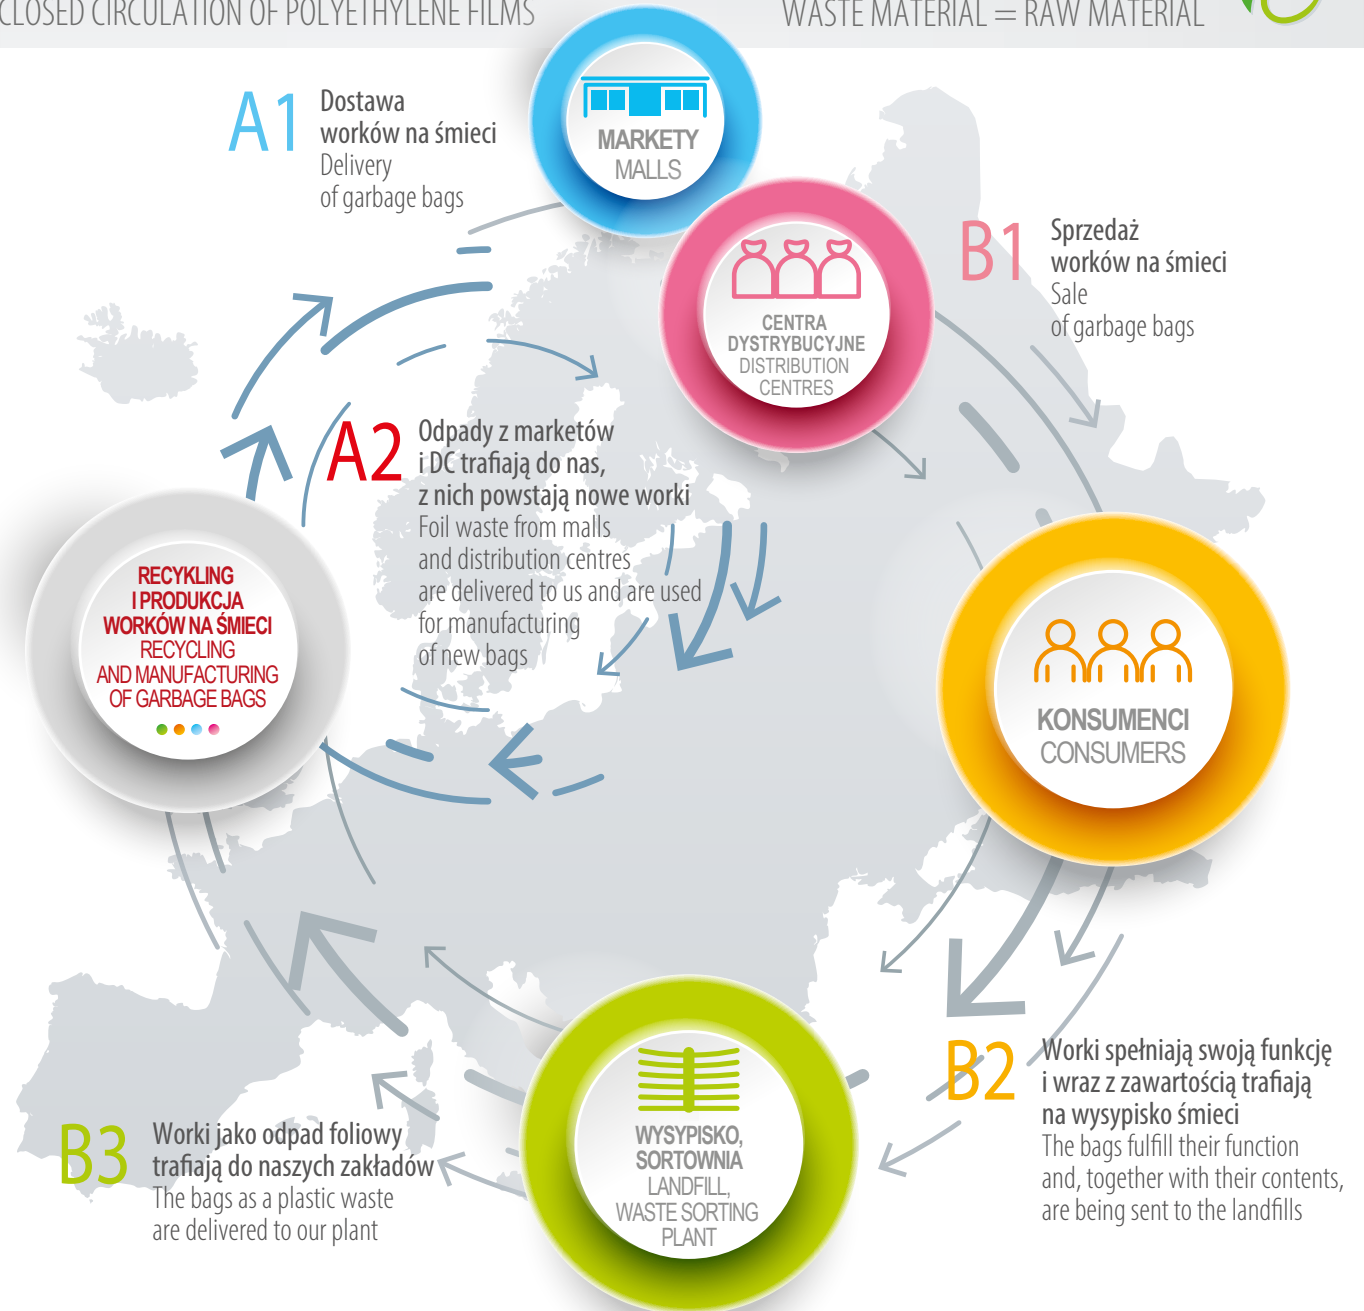 CLOSED CIRCULATION OF POLYETHYLENE FILMS
WASTE MATERIAL = RAW MATERIAL
A1
Dostawa
worków na śmieci
Delivery
of garbage bags
MARKETY
MALLS
CENTRA
DYSTRYBUCYJNE
DISTRIBUTION
CENTRES
B1
Sprzedaż
worków na śmieci
Sale
of garbage bags
A2
Odpady z marketów
i DC trafiają do nas,
z nich powstają nowe worki
Foil waste from malls
and distribution centres
are delivered to us and are used
for manufacturing
of new bags
RECYKLING
I PRODUKCJA
WORKÓW NA ŚMIECI
RECYCLING
AND MANUFACTURING
OF GARBAGE BAGS
KONSUMENCI
CONSUMERS
B2
Worki spełniają swoją funkcję
i wraz z zawartością trafiają
na wysypisko śmieci
The bags fulfill their function
and, together with their contents,
are being sent to the landfills
B3
Worki jako odpad foliowy
trafiają do naszych zakładów
The bags as a plastic waste
are delivered to our plant
WYSYPISKO,
SORTOWNIA
LANDFILL,
WASTE SORTING
PLANT